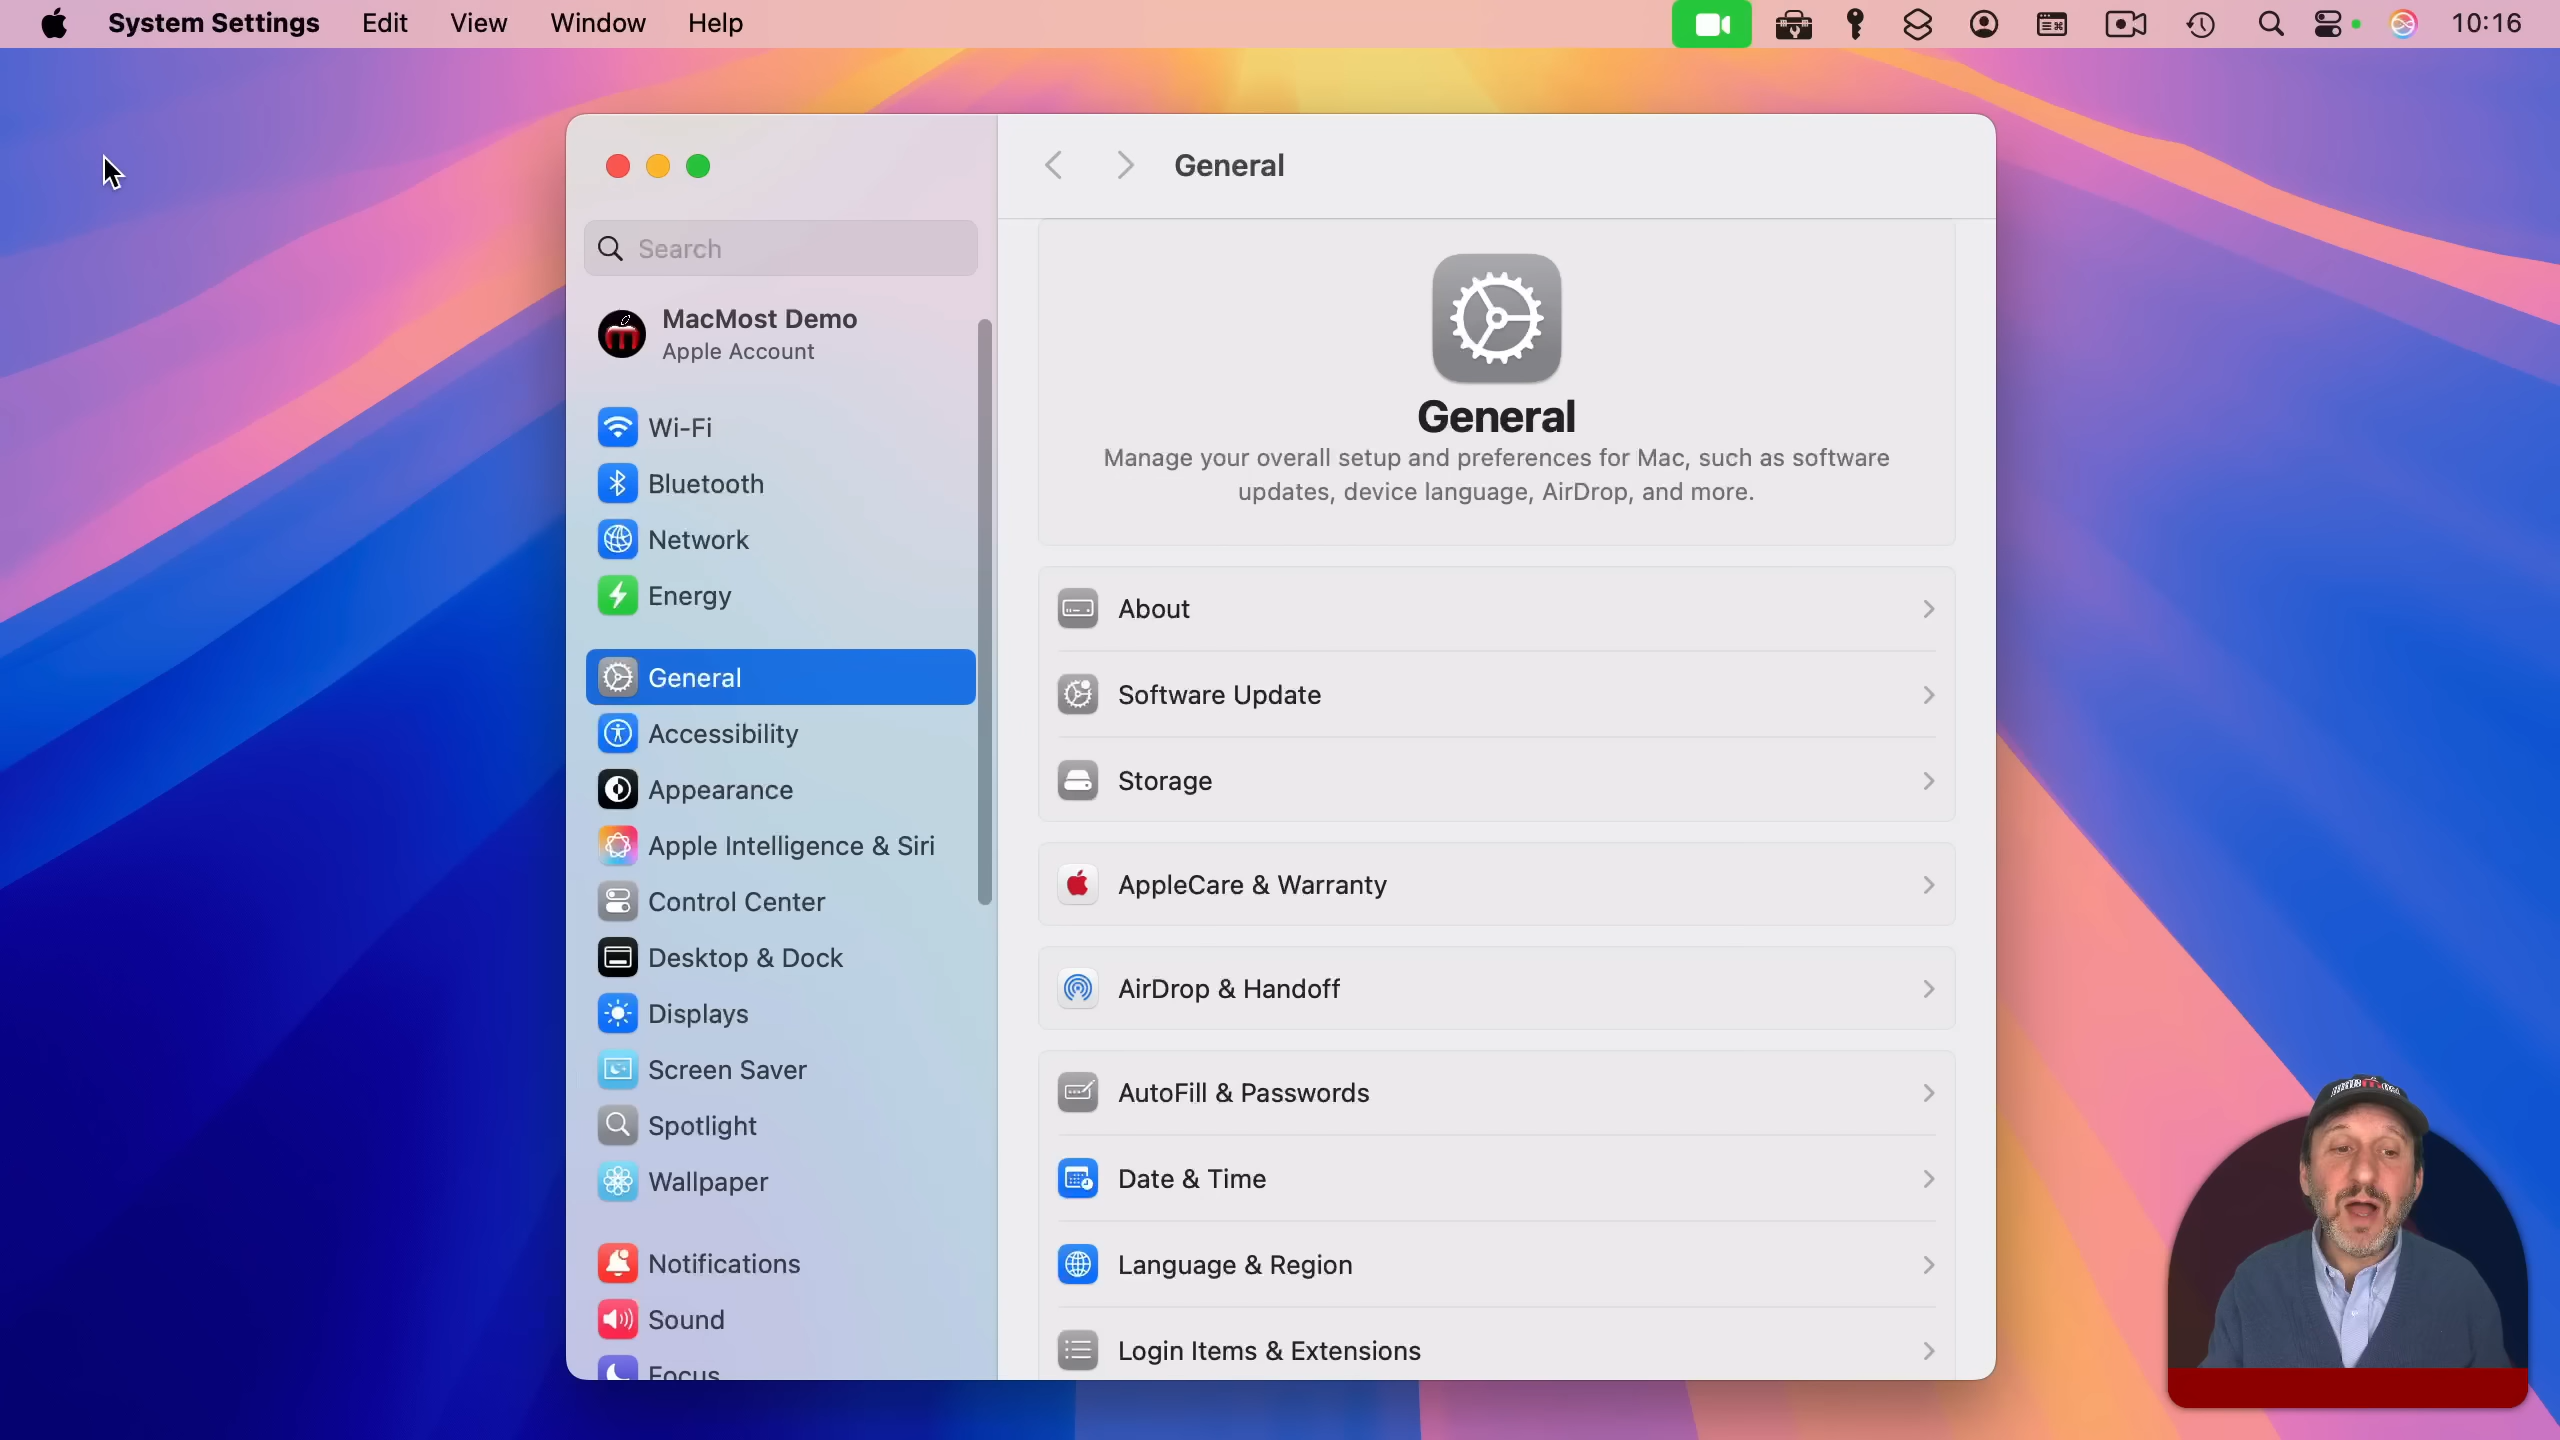 System Settings Edit View Window Help 10:16
General
Search
MacMost Demo
Apple Account
Wi-Fi
Bluetooth
Network
Energy
General
Accessibility
Appearance
Apple Intelligence & Siri
Control Center
Desktop & Dock
Displays
Screen Saver
Spotlight
Wallpaper
Notifications
Sound
Focus
General
Manage your overall setup and preferences for Mac, such as software
updates, device language, AirDrop, and more.
About
Software Update
Storage
AppleCare & Warranty
AirDrop & Handoff
AutoFill & Passwords
Date & Time
Language & Region
Login Items & Extensions